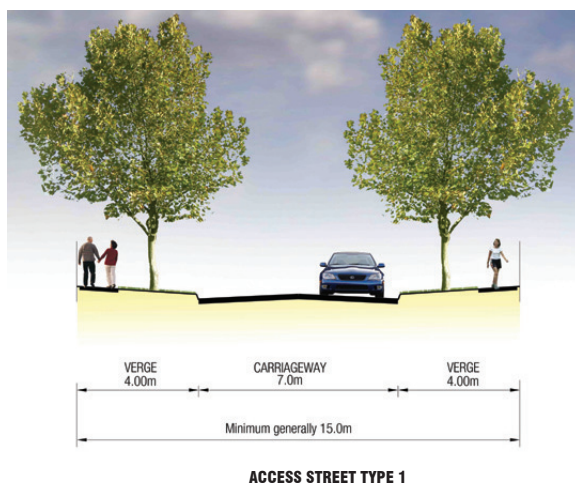 VERGE CARRIAGEWAY VERGE
4.00m 7.0m 4.00m
Minimum generally 15.0m
ACCESS STREET TYPE 1